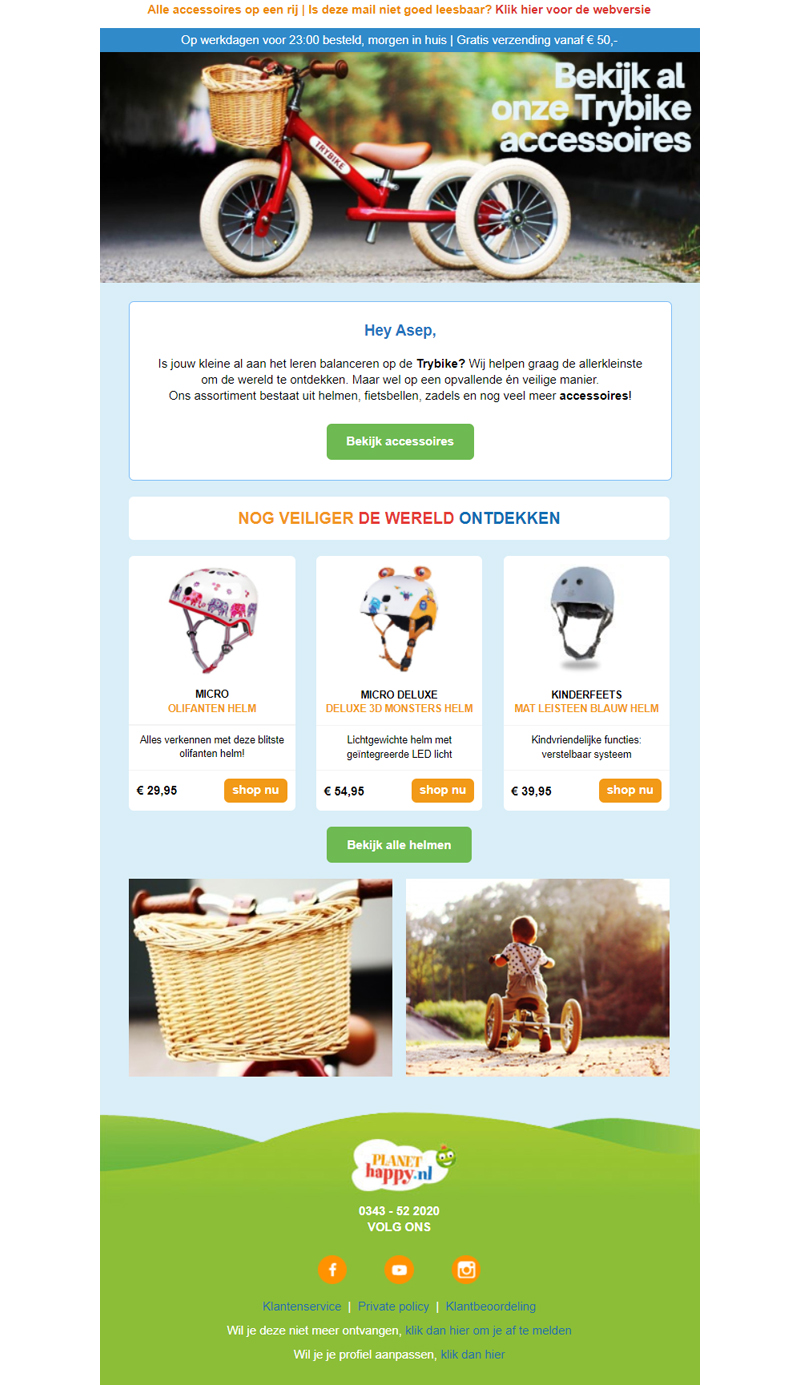 Alle accessoires op een rij | Is deze mail niet goed leesbaar? Klik hier voor de webversie
Op werkdagen voor 23:00 besteld, morgen in huis | Gratis verzending vanaf € 50,-
Bekijk al
onze Trybike
accessoires
TRYBIKE
Hey Asep,
Is jouw kleine al aan het leren balanceren op de Trybike? Wij helpen graag de allerkleinste
om de wereld te ontdekken. Maar wel op een opvallende én veilige manier.
Ons assortiment bestaat uit helmen, fietsbellen, zadels en nog veel meer accessoires!
Bekijk accessoires
NOG VEILIGER DE WERELD ONTDEKKEN
MICRO
OLIFANTEN HELM
Alles verkennen met deze blitste
olifanten helm!
€ 29,95
shop nu
MICRO DELUXE
DELUXE 3D MONSTERS HELM
Lichtgewichte helm met
geïntegreerde LED licht
€ 54,95
shop nu
KINDERFEETS
MAT LEISTEEN BLAUW HELM
Kindvriendelijke functies:
verstelbaar systeem
€ 39,95
shop nu
Bekijk alle helmen
PLANET
happy.nl
0343 - 52 2020
VOLG ONS
Klantenservice | Private policy | Klantbeoordeling
Wil je deze niet meer ontvangen, klik dan hier om je af te melden
Wil je je profiel aanpassen, klik dan hier